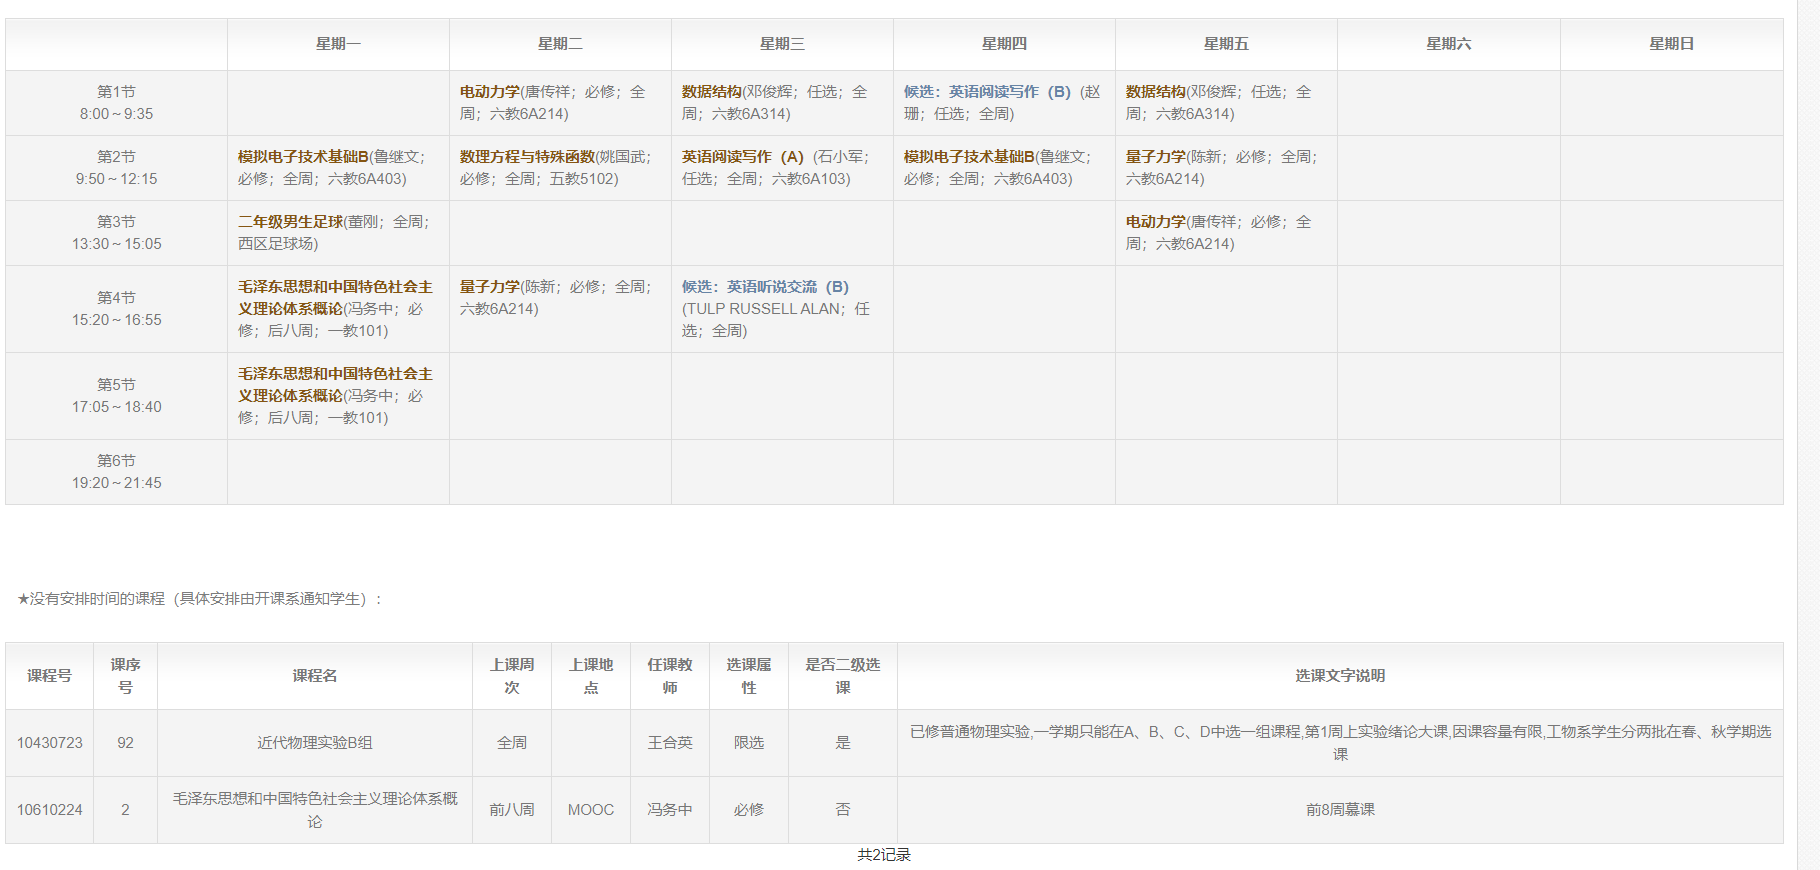 星期一 星期二 星期三 星期四 星期五 星期六 星期日
第1节
8:00～9:35
电动力学(唐传祥；必修；全
周；六教6A214)
数据结构(邓俊辉；任选；全
周；六教6A314)
候选：英语阅读写作（B）(赵
珊；任选；全周)
数据结构(邓俊辉；任选；全
周；六教6A314)
第2节
9:50～12:15
模拟电子技术基础B(鲁继文；
必修；全周；六教6A403)
数理方程与特殊函数(姚国武；
必修；全周；五教5102)
英语阅读写作（A）(石小军；
任选；全周；六教6A103)
模拟电子技术基础B(鲁继文；
必修；全周；六教6A403)
量子力学(陈新；必修；全周；
六教6A214)
第3节
13:30～15:05
二年级男生足球(董刚；全周；
西区足球场)
电动力学(唐传祥；必修；全
周；六教6A214)
第4节
15:20～16:55
毛泽东思想和中国特色社会主
义理论体系概论(冯务中；必
修；后八周；一教101)
量子力学(陈新；必修；全周；
六教6A214)
候选：英语听说交流（B）
(TULP RUSSELL ALAN；任
选；全周)
第5节
17:05～18:40
毛泽东思想和中国特色社会主
义理论体系概论(冯务中；必
修；后八周；一教101)
第6节
19:20～21:45
★没有安排时间的课程（具体安排由开课系通知学生）:
课程号
课序
号
课程名
上课周
次
上课地
点
任课教
师
选课属
性
是否二级选
课
选课文字说明
10430723 92 近代物理实验B组 全周 王合英 限选 是
已修普通物理实验,一学期只能在A、B、C、D中选一组课程,第1周上实验绪论大课,因课容量有限,工物系学生分两批在春、秋学期选
课
10610224 2
毛泽东思想和中国特色社会主义理论体系概
论
前八周 MOOC 冯务中 必修 否 前8周慕课
共2记录